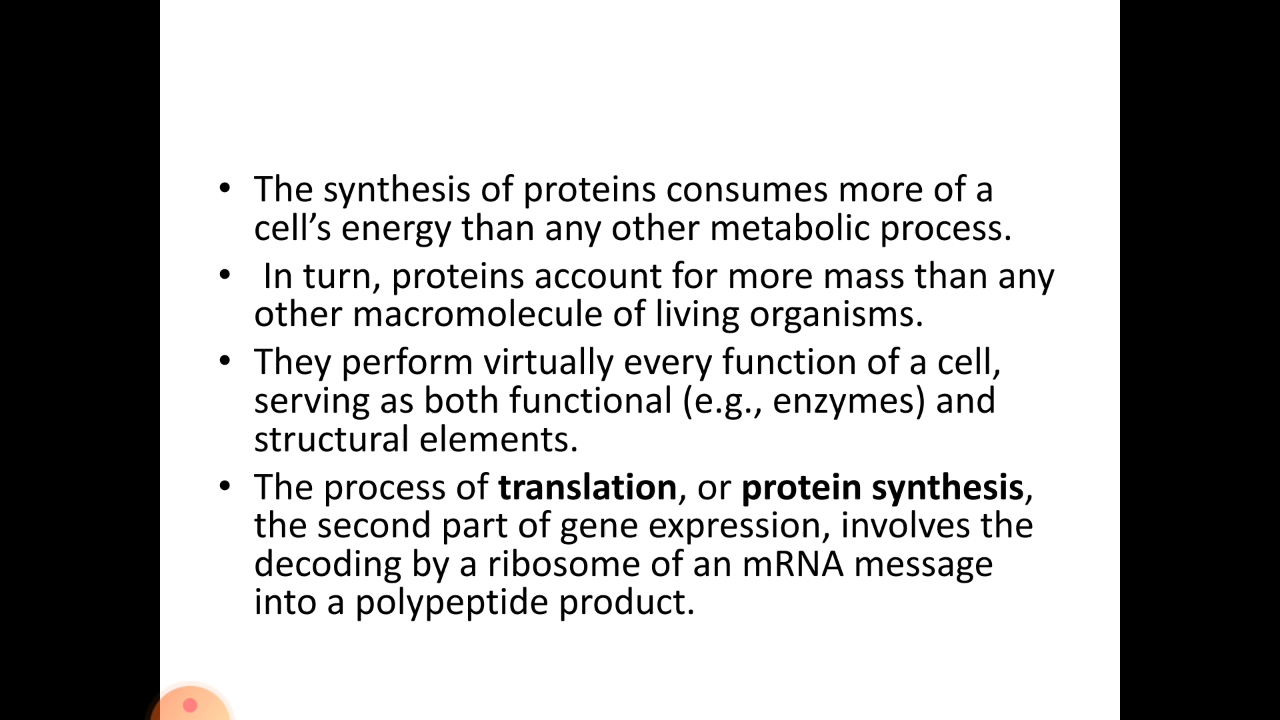 • The synthesis of proteins consumes more of a
cell’s energy than any other metabolic process.
• In turn, proteins account for more mass than any
other macromolecule of living organisms.
• They perform virtually every function of a cell,
serving as both functional (e.g., enzymes) and
structural elements.
• The process of translation, or protein synthesis,
the second part of gene expression, involves the
decoding by a ribosome of an mRNA message
into a polypeptide product.